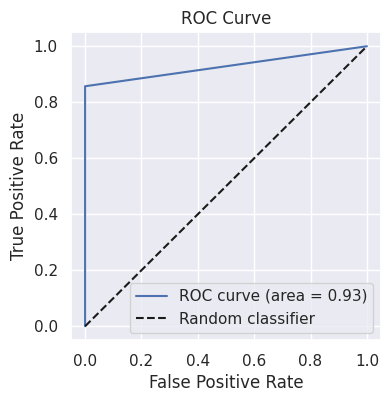 ROC Curve
1.0
0.8
0.6
0.4
0.2
0.0
True Positive Rate
ROC curve (area = 0.93)
Random classifier
0.0 0.2 0.4 0.6 0.8 1.0
False Positive Rate